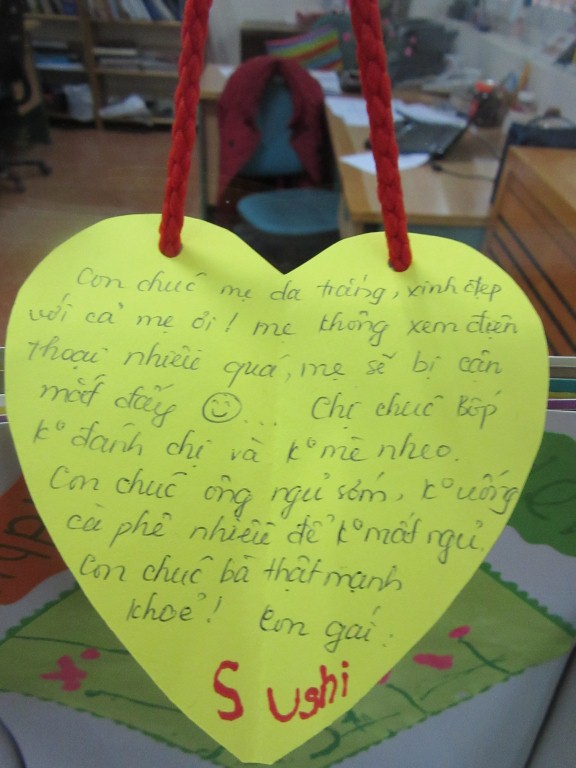 Con chúc mẹ da trắng, xinh đẹp
với cả mẹ ơi! mẹ không xem điện
thoại nhiều quá, mẹ sẽ bị cận
mắt đấy ☺... Chị chúc Bốp
k° đánh chị và k° mè nheo.
Con chúc ông ngủ sớm, k° uống
cà phê nhiều để k° mất ngủ.
Con chúc bà thật mạnh
khoẻ! Con gái:
Sushi